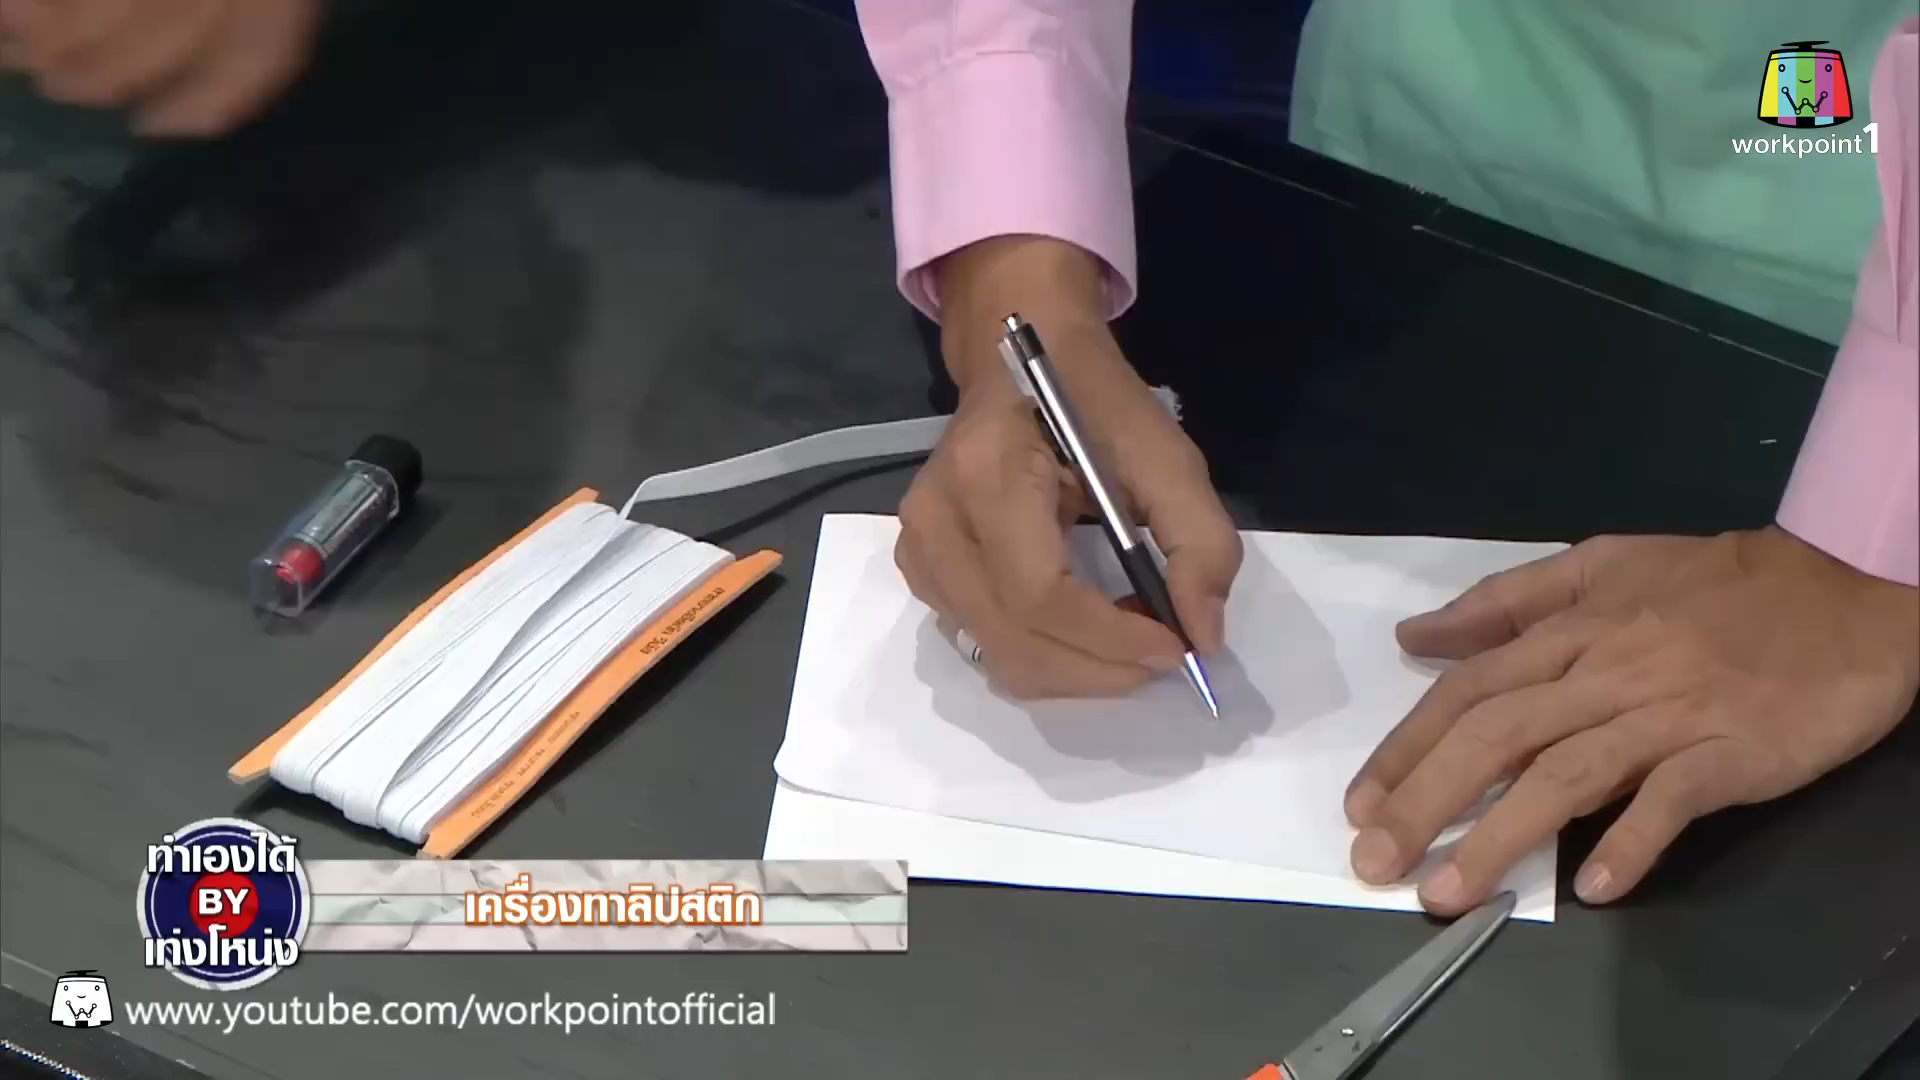 workpoint1
ทำเองได้
BY
เท่งโหน่ง
เครื่องทาลิปสติก
www.youtube.com/workpointofficial